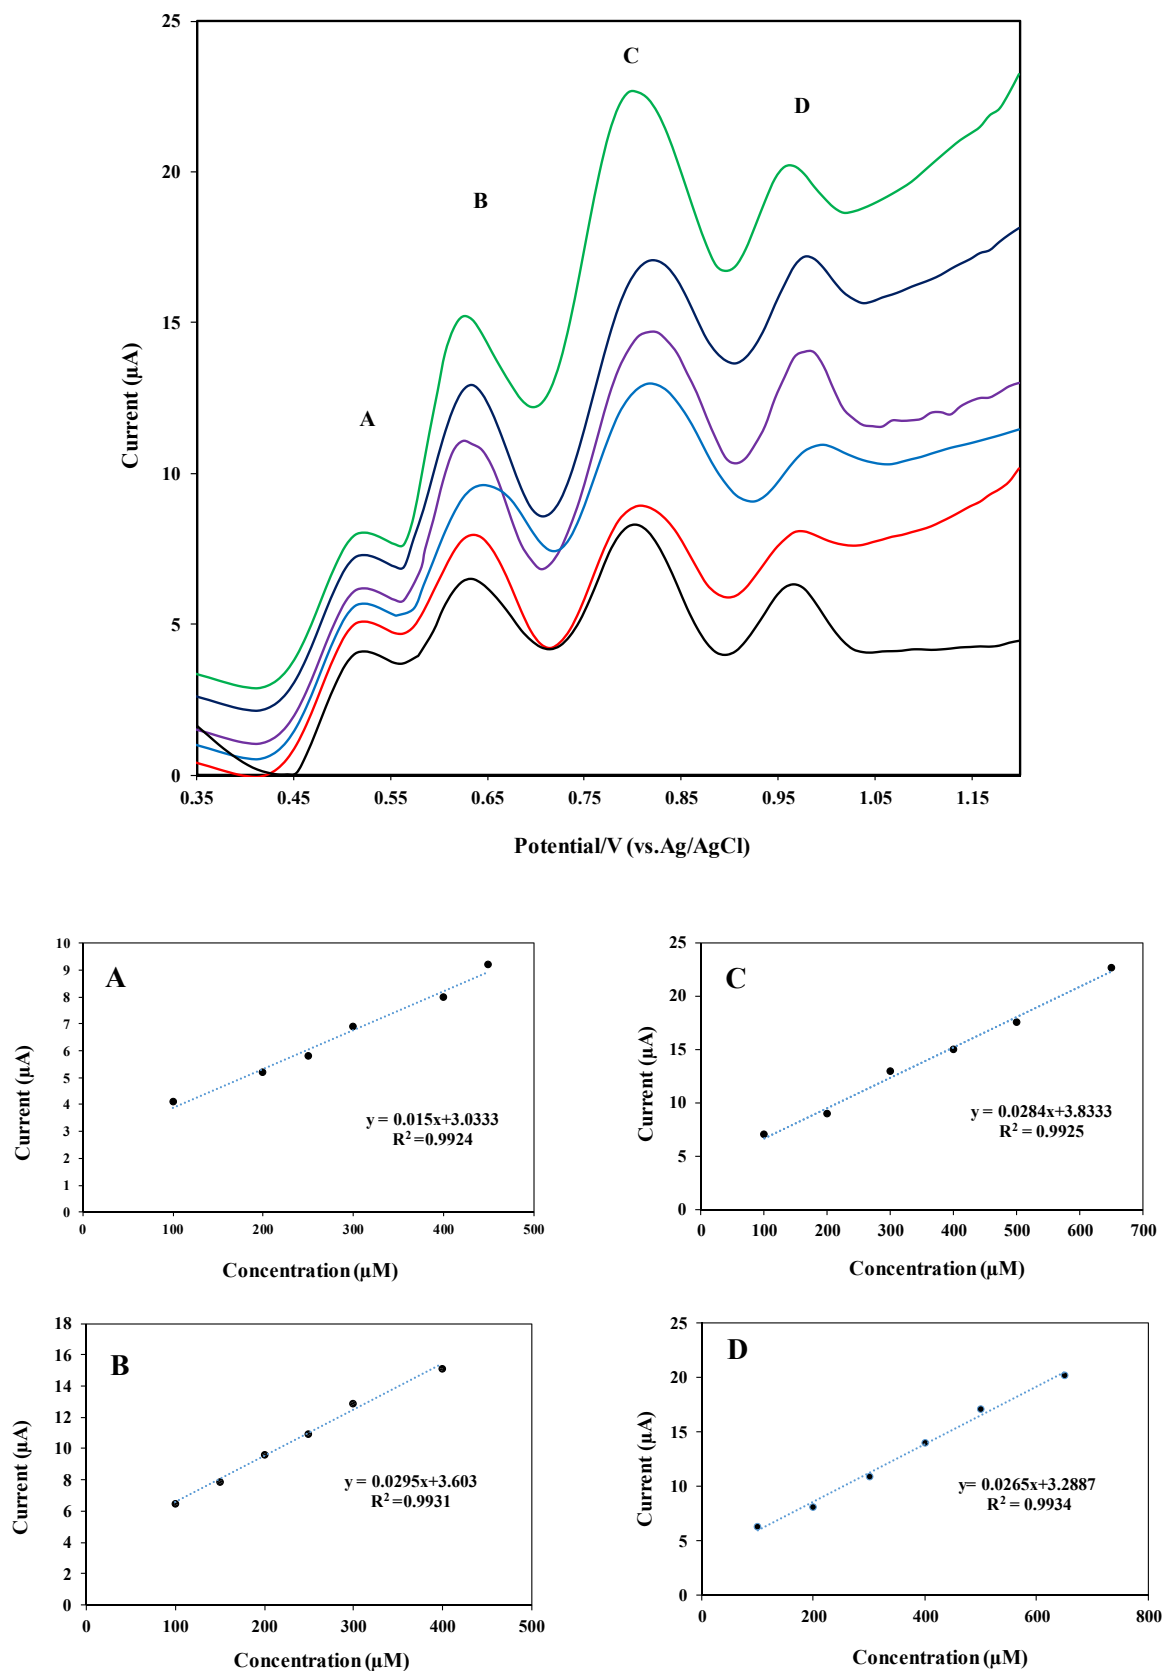 25
20
15
10
5
0
Current (µA)
A
B
C
D
0.35 0.45 0.55 0.65 0.75 0.85 0.95 1.05 1.15
Potential/V (vs.Ag/AgCl)
A
10
9
8
7
6
5
4
3
2
1
0
Current (µA)
y = 0.015x+3.0333
R² =0.9924
0 100 200 300 400 500
Concentration (µM)
C
25
20
15
10
5
0
Current (µA)
y = 0.0284x+3.8333
R² = 0.9925
0 100 200 300 400 500 600 700
Concentration (µM)
B
18
16
14
12
10
8
6
4
2
0
Current (µA)
y = 0.0295x+3.603
R² =0.9931
0 100 200 300 400 500
Concentration (µM)
D
25
20
15
10
5
0
Current (µA)
y= 0.0265x+3.2887
R² = 0.9934
0 200 400 600 800
Concentration (µM)